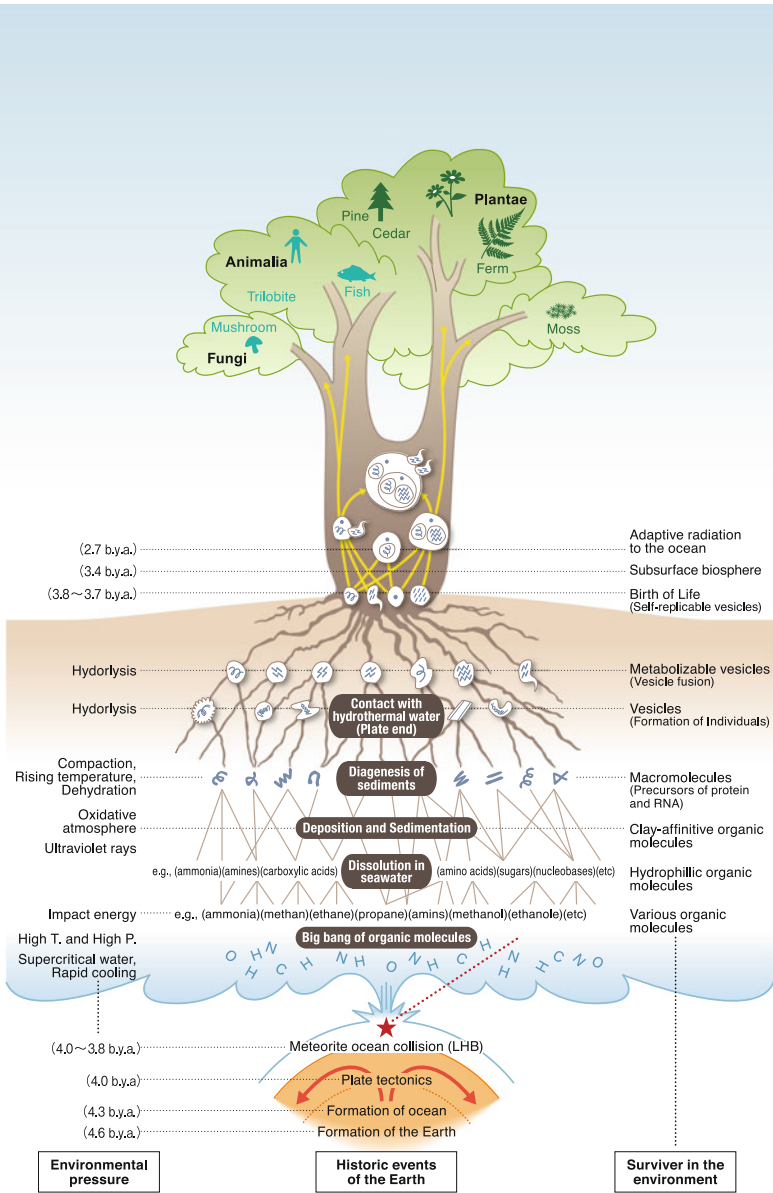 Plantae
Pine
Cedar
Animalia
Ferm
Trilobite
Fish
Mushroom
Moss
Fungi
(2.7 b.y.a.)
Adaptive radiation
to the ocean
(3.4 b.y.a.)
Subsurface biosphere
(3.8~3.7 b.y.a.)
Birth of Life
(Self-replicable vesicles)
Hydorlysis
Metabolizable vesicles
(Vesicle fusion)
Hydorlysis
Contact with
hydrothermal water
(Plate end)
Vesicles
(Formation of Individuals)
Compaction,
Rising temperature,
Dehydration
Diagenesis of
sediments
Macromolecules
(Precursors of protein
and RNA)
Oxidative
atmosphere
Deposition and Sedimentation
Clay-affinitive organic
molecules
Ultraviolet rays
Dissolution in
seawater
e.g., (ammonia)(amines)(carboxylic acids)
(amino acids)(sugars)(nucleobases)(etc)
Hydrophillic organic
molecules
Impact energy
e.g., (ammonia)(methan)(ethane)(propane)(amins)(methanol)(ethanole)(etc)
Various organic
molecules
High T. and High P.
Big bang of organic molecules
Supercritical water,
Rapid cooling
O H N H C H N H O N H C H N H H C N O
(4.0~3.8 b.y.a.)
Meteorite ocean collision (LHB)
(4.0 b.y.a)
Plate tectonics
(4.3 b.y.a.)
Formation of ocean
(4.6 b.y.a.)
Formation of the Earth
Environmental
pressure
Historic events
of the Earth
Surviver in the
environment